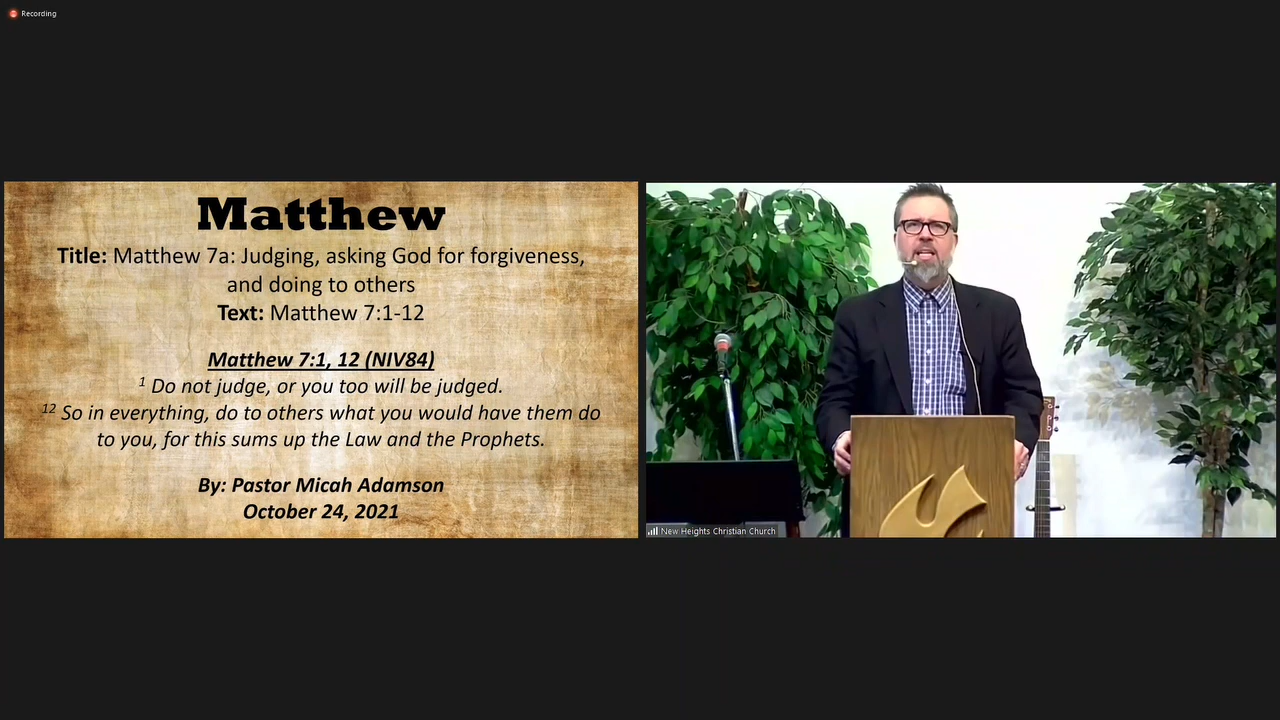 Recording
Matthew
Title: Matthew 7a: Judging, asking God for forgiveness,
and doing to others
Text: Matthew 7:1-12
Matthew 7:1, 12 (NIV84)
1 Do not judge, or you too will be judged.
12 So in everything, do to others what you would have them do
to you, for this sums up the Law and the Prophets.
By: Pastor Micah Adamson
October 24, 2021
New Heights Christian Church